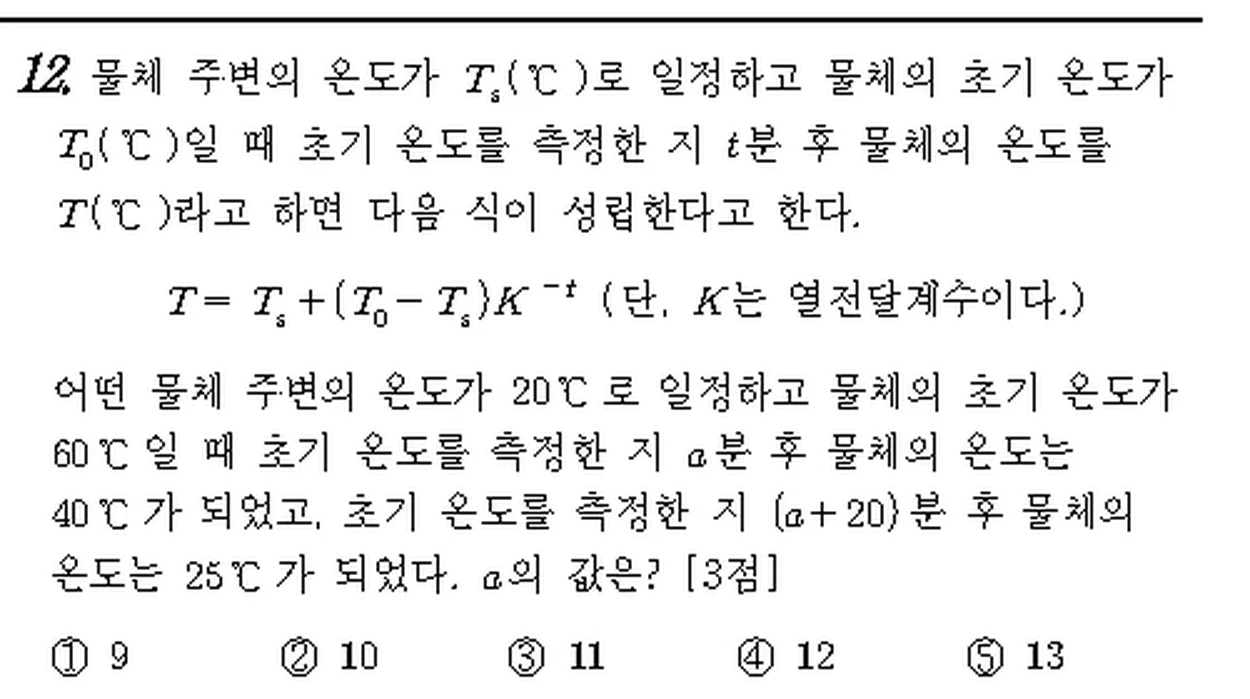 12. 물체 주변의 온도가 Tₛ(℃)로 일정하고 물체의 초기 온도가
T₀(℃)일 때 초기 온도를 측정한 지 t분 후 물체의 온도를
T(℃)라고 하면 다음 식이 성립한다고 한다.
T= Tₛ+(T₀− Tₛ)K⁻ᵗ (단, K는 열전달계수이다.)
어떤 물체 주변의 온도가 20℃로 일정하고 물체의 초기 온도가
60℃일 때 초기 온도를 측정한 지 a분 후 물체의 온도는
40℃가 되었고, 초기 온도를 측정한 지 (a+20)분 후 물체의
온도는 25℃가 되었다. a의 값은? [3점]
① 9 ② 10 ③ 11 ④ 12 ⑤ 13